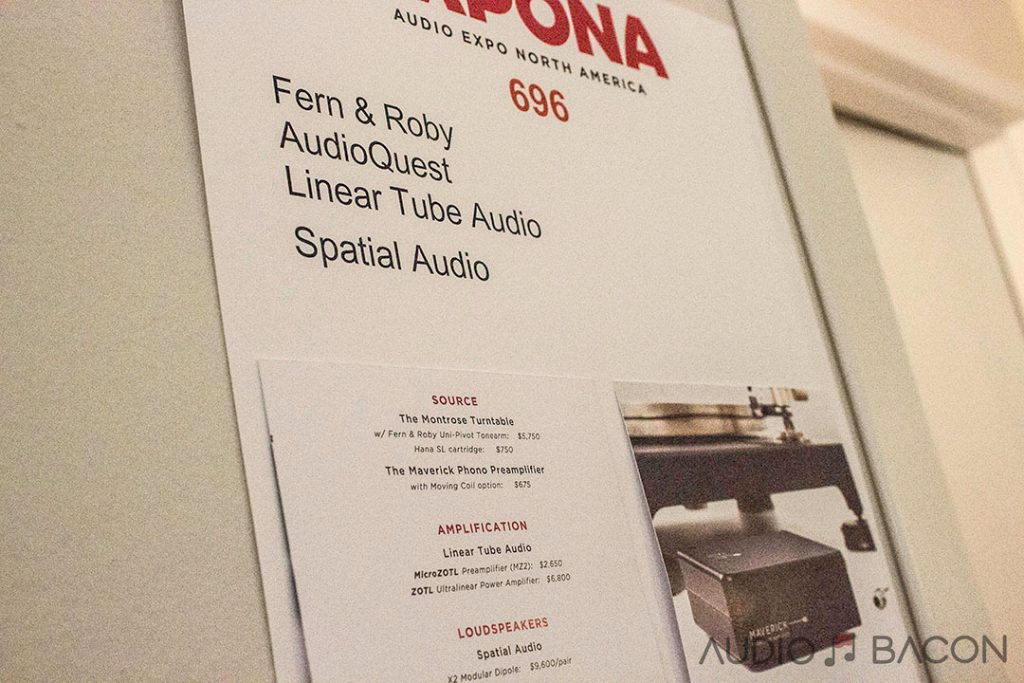 APONA
AUDIO EXPO NORTH AMERICA
696
Fern & Roby
AudioQuest
Linear Tube Audio
Spatial Audio
SOURCE
The Montrose Turntable
w/ Fern & Roby Uni-Pivot Tonearm: $5,750
Hana SL cartridge: $750
The Maverick Phono Preamplifier
with Moving Coil option: $675
AMPLIFICATION
Linear Tube Audio
MicroZOTL Preamplifier (MZ2): $2,650
ZOTL Ultralinear Power Amplifier: $6,800
LOUDSPEAKERS
Spatial Audio
X2 Modular Dipole: $9,600/pair
MAVERICK
AUDIO BACON